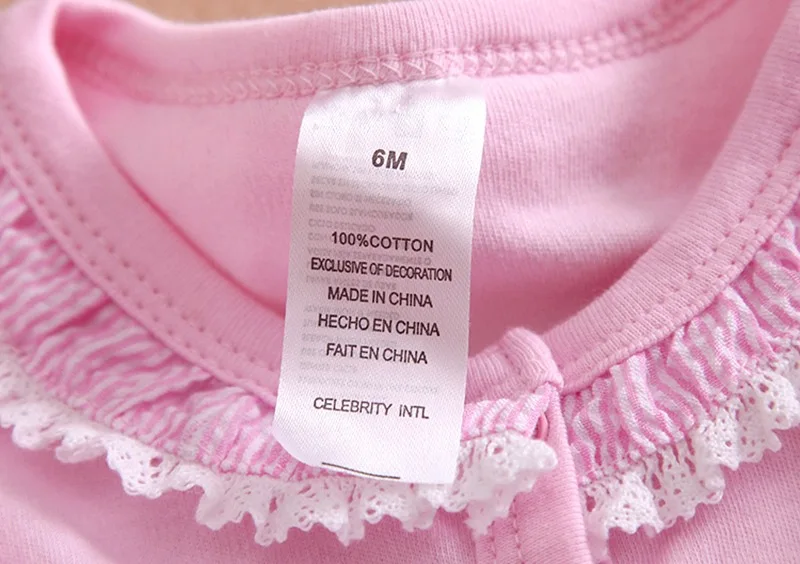 6M
100%COTTON
EXCLUSIVE OF DECORATION
MADE IN CHINA
HECHO EN CHINA
FAIT EN CHINA
CELEBRITY INTL